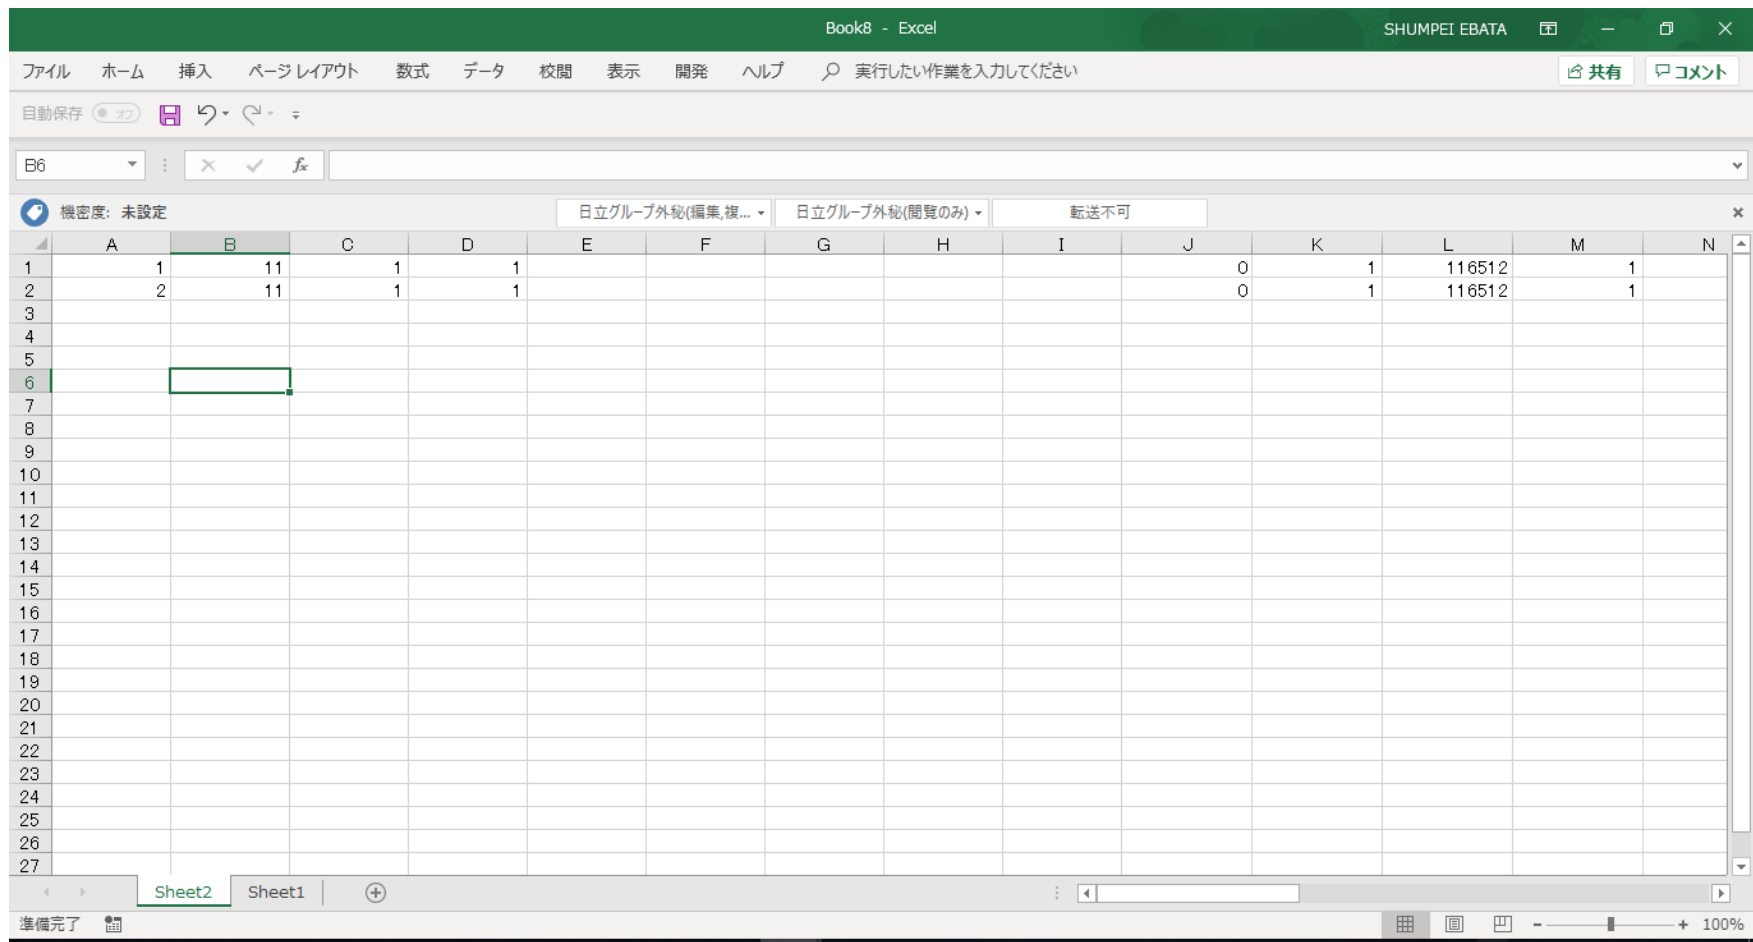 Book8 - Excel SHUMPEI EBATA
ファイル ホーム 挿入 ページ レイアウト 数式 データ 校閲 表示 開発 ヘルプ 実行したい作業を入力してください 共有 コメント
自動保存 オフ
B6 fx
機密度: 未設定 日立グループ外秘(編集,複... 日立グループ外秘(閲覧のみ) 転送不可
A B C D E F G H I J K L M N
1 1 11 1 1 0 1 116512 1
2 2 11 1 1 0 1 116512 1
3
4
5
6
7
8
9
10
11
12
13
14
15
16
17
18
19
20
21
22
23
24
25
26
27
Sheet2 Sheet1
準備完了 100%